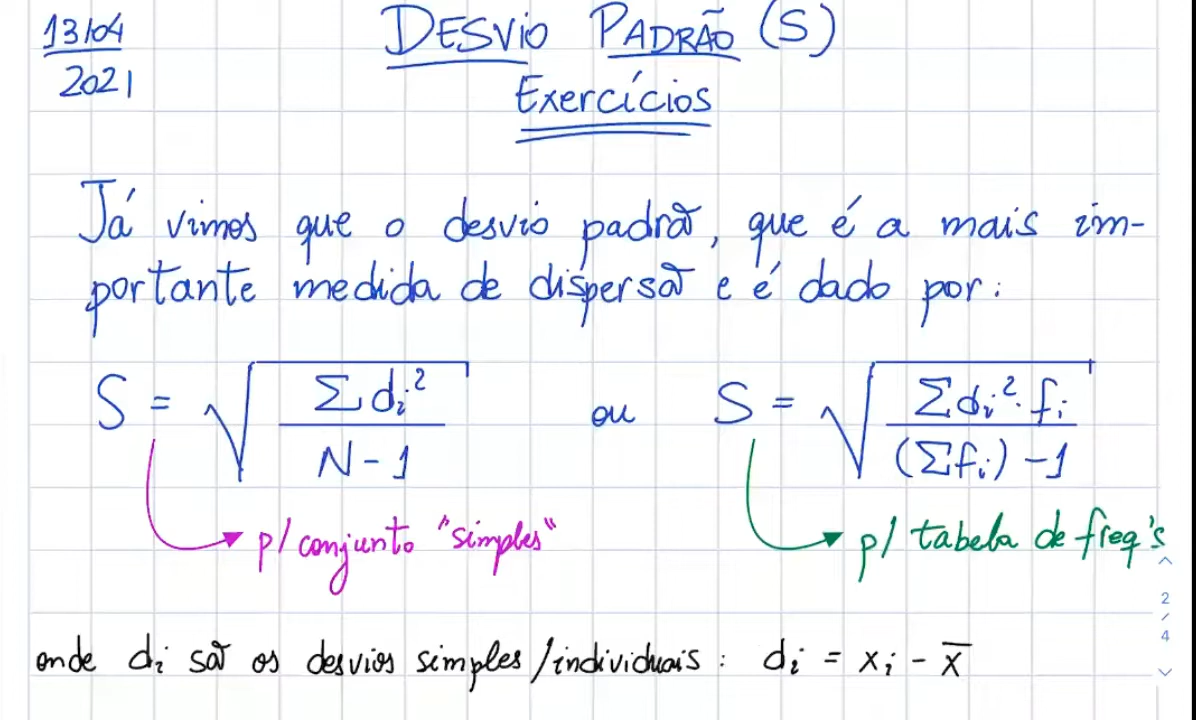 13/04
2021
DESVIO PADRÃO (S)
Exercícios
Já vimos que o desvio padrão, que é a mais im-
portante medida de dispersão e é dado por:
S = √(Σdᵢ² / (N - 1)) ou S = √(Σdᵢ²·fᵢ / ((Σfᵢ) - 1))
p/ conjunto "simples"
p/ tabela de freq's
onde dᵢ são os desvios simples/individuais: dᵢ = xᵢ - x̄
2
/
4